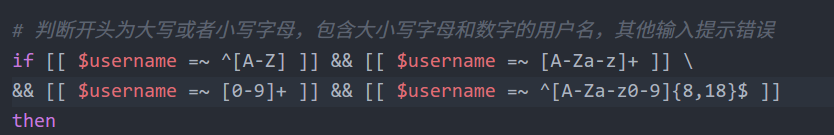 # 判断开头为大写或者小写字母，包含大小写字母和数字的用户名，其他输入提示错误
if [[ $username =~ ^[A-Z] ]] && [[ $username =~ [A-Za-z]+ ]] \
&& [[ $username =~ [0-9]+ ]] && [[ $username =~ ^[A-Za-z0-9]{8,18}$ ]]
then